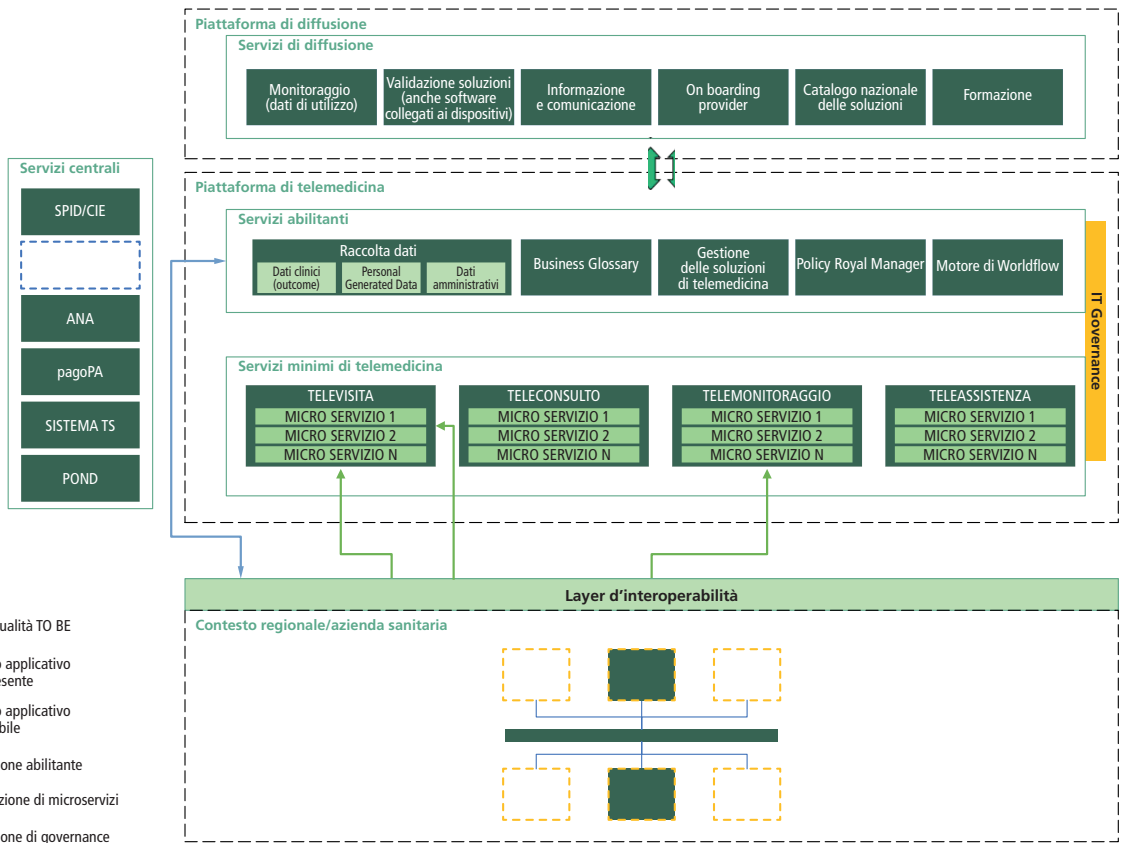 Piattaforma di diffusione
Servizi di diffusione
Monitoraggio
(dati di utilizzo)
Validazione soluzioni
(anche software
collegati ai dispositivi)
Informazione
e comunicazione
On boarding
provider
Catalogo nazionale
delle soluzioni
Formazione
Servizi centrali
SPID/CIE
ANA
pagoPA
SISTEMA TS
POND
Piattaforma di telemedicina
Servizi abilitanti
Raccolta dati
Dati clinici
(outcome)
Personal
Generated Data
Dati
amministrativi
Business Glossary
Gestione
delle soluzioni
di telemedicina
Policy Royal Manager
Motore di Worldflow
IT Governance
Servizi minimi di telemedicina
TELEVISITA
MICRO SERVIZIO 1
MICRO SERVIZIO 2
MICRO SERVIZIO N
TELECONSULTO
MICRO SERVIZIO 1
MICRO SERVIZIO 2
MICRO SERVIZIO N
TELEMONITORAGGIO
MICRO SERVIZIO 1
MICRO SERVIZIO 2
MICRO SERVIZIO N
TELEASSISTENZA
MICRO SERVIZIO 1
MICRO SERVIZIO 2
MICRO SERVIZIO N
Layer d'interoperabilità
Contesto regionale/azienda sanitaria
TO BE
applicativo
applicativo
abilitante
di microservizi
di governance